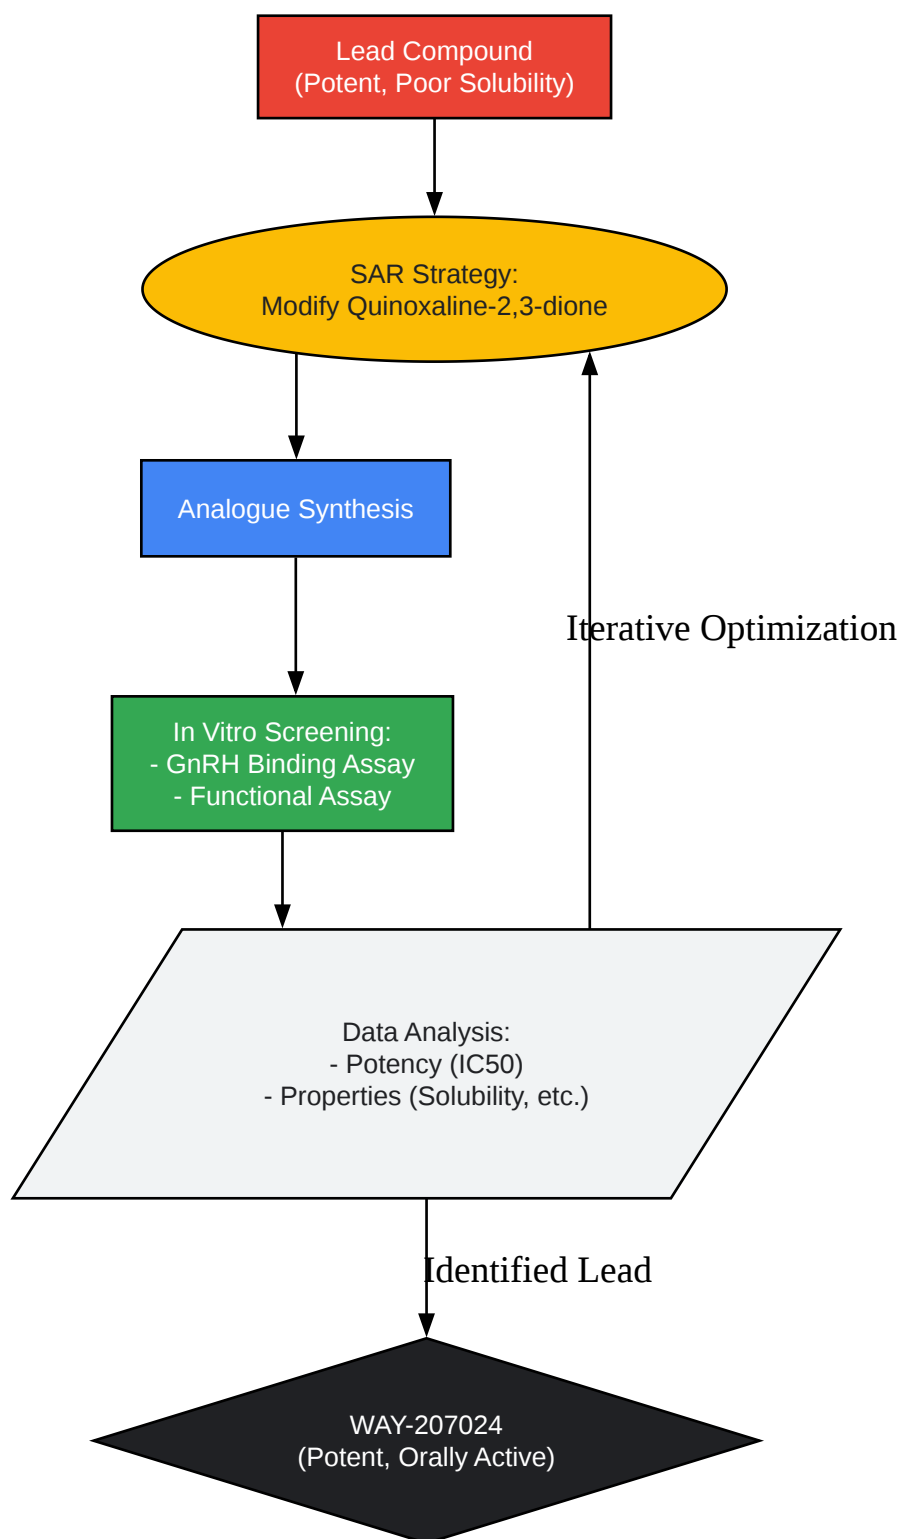 Lead Compound
(Potent, Poor Solubility)
SAR Strategy:
Modify Quinoxaline-2,3-dione
Analogue Synthesis
Iterative Optimization
In Vitro Screening:
- GnRH Binding Assay
- Functional Assay
Data Analysis:
- Potency (IC50)
- Properties (Solubility, etc.)
Identified Lead
WAY-207024
(Potent, Orally Active)